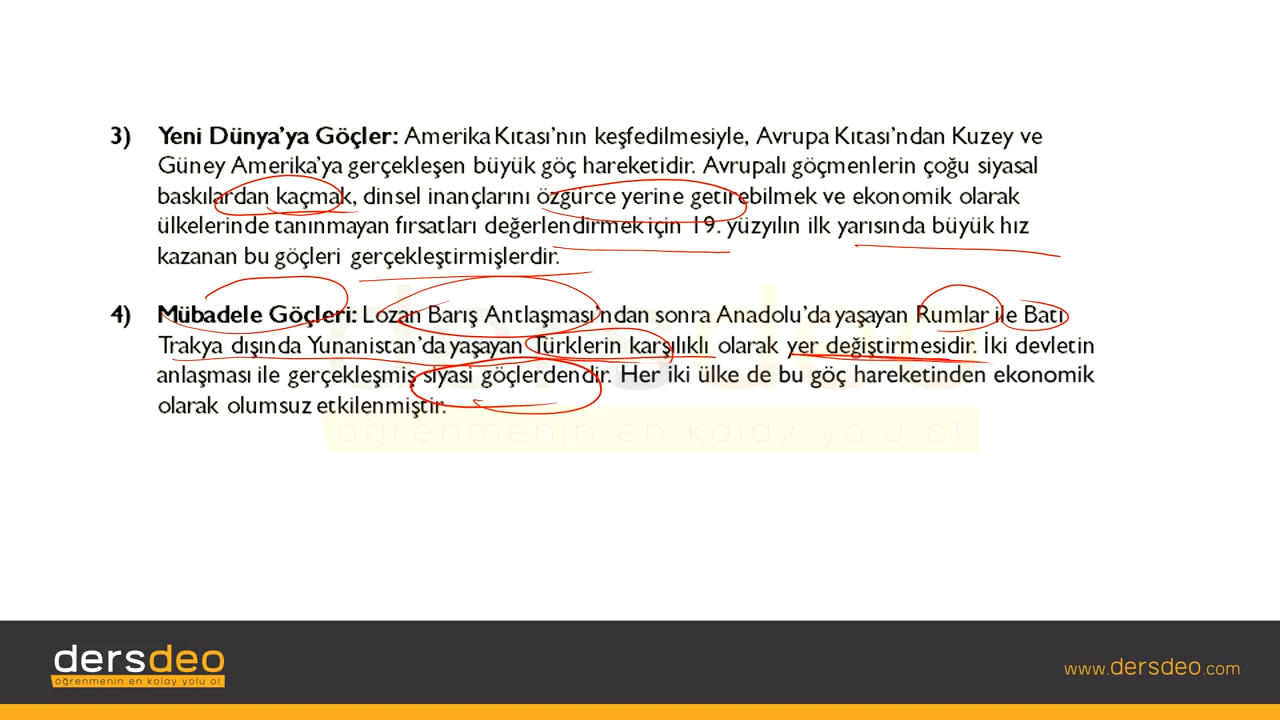 3) Yeni Dünya’ya Göçler: Amerika Kıtası’nın keşfedilmesiyle, Avrupa Kıtası’ndan Kuzey ve
Güney Amerika’ya gerçekleşen büyük göç hareketidir. Avrupalı göçmenlerin çoğu siyasal
baskılardan kaçmak, dinsel inançlarını özgürce yerine getirebilmek ve ekonomik olarak
ülkelerinde tanınmayan fırsatları değerlendirmek için 19. yüzyılın ilk yarısında büyük hız
kazanan bu göçleri gerçekleştirmişlerdir.
4) Mübadele Göçleri: Lozan Barış Antlaşması’ndan sonra Anadolu’da yaşayan Rumlar ile Batı
Trakya dışında Yunanistan’da yaşayan Türklerin karşılıklı olarak yer değiştirmesidir. İki devletin
anlaşması ile gerçekleşmiş siyasi göçlerdendir. Her iki ülke de bu göç hareketinden ekonomik
olarak olumsuz etkilenmiştir.
dersdeo
öğrenmenin en kolay yolu o!
dersdeo
öğrenmenin en kolay yolu o!
www.dersdeo.com